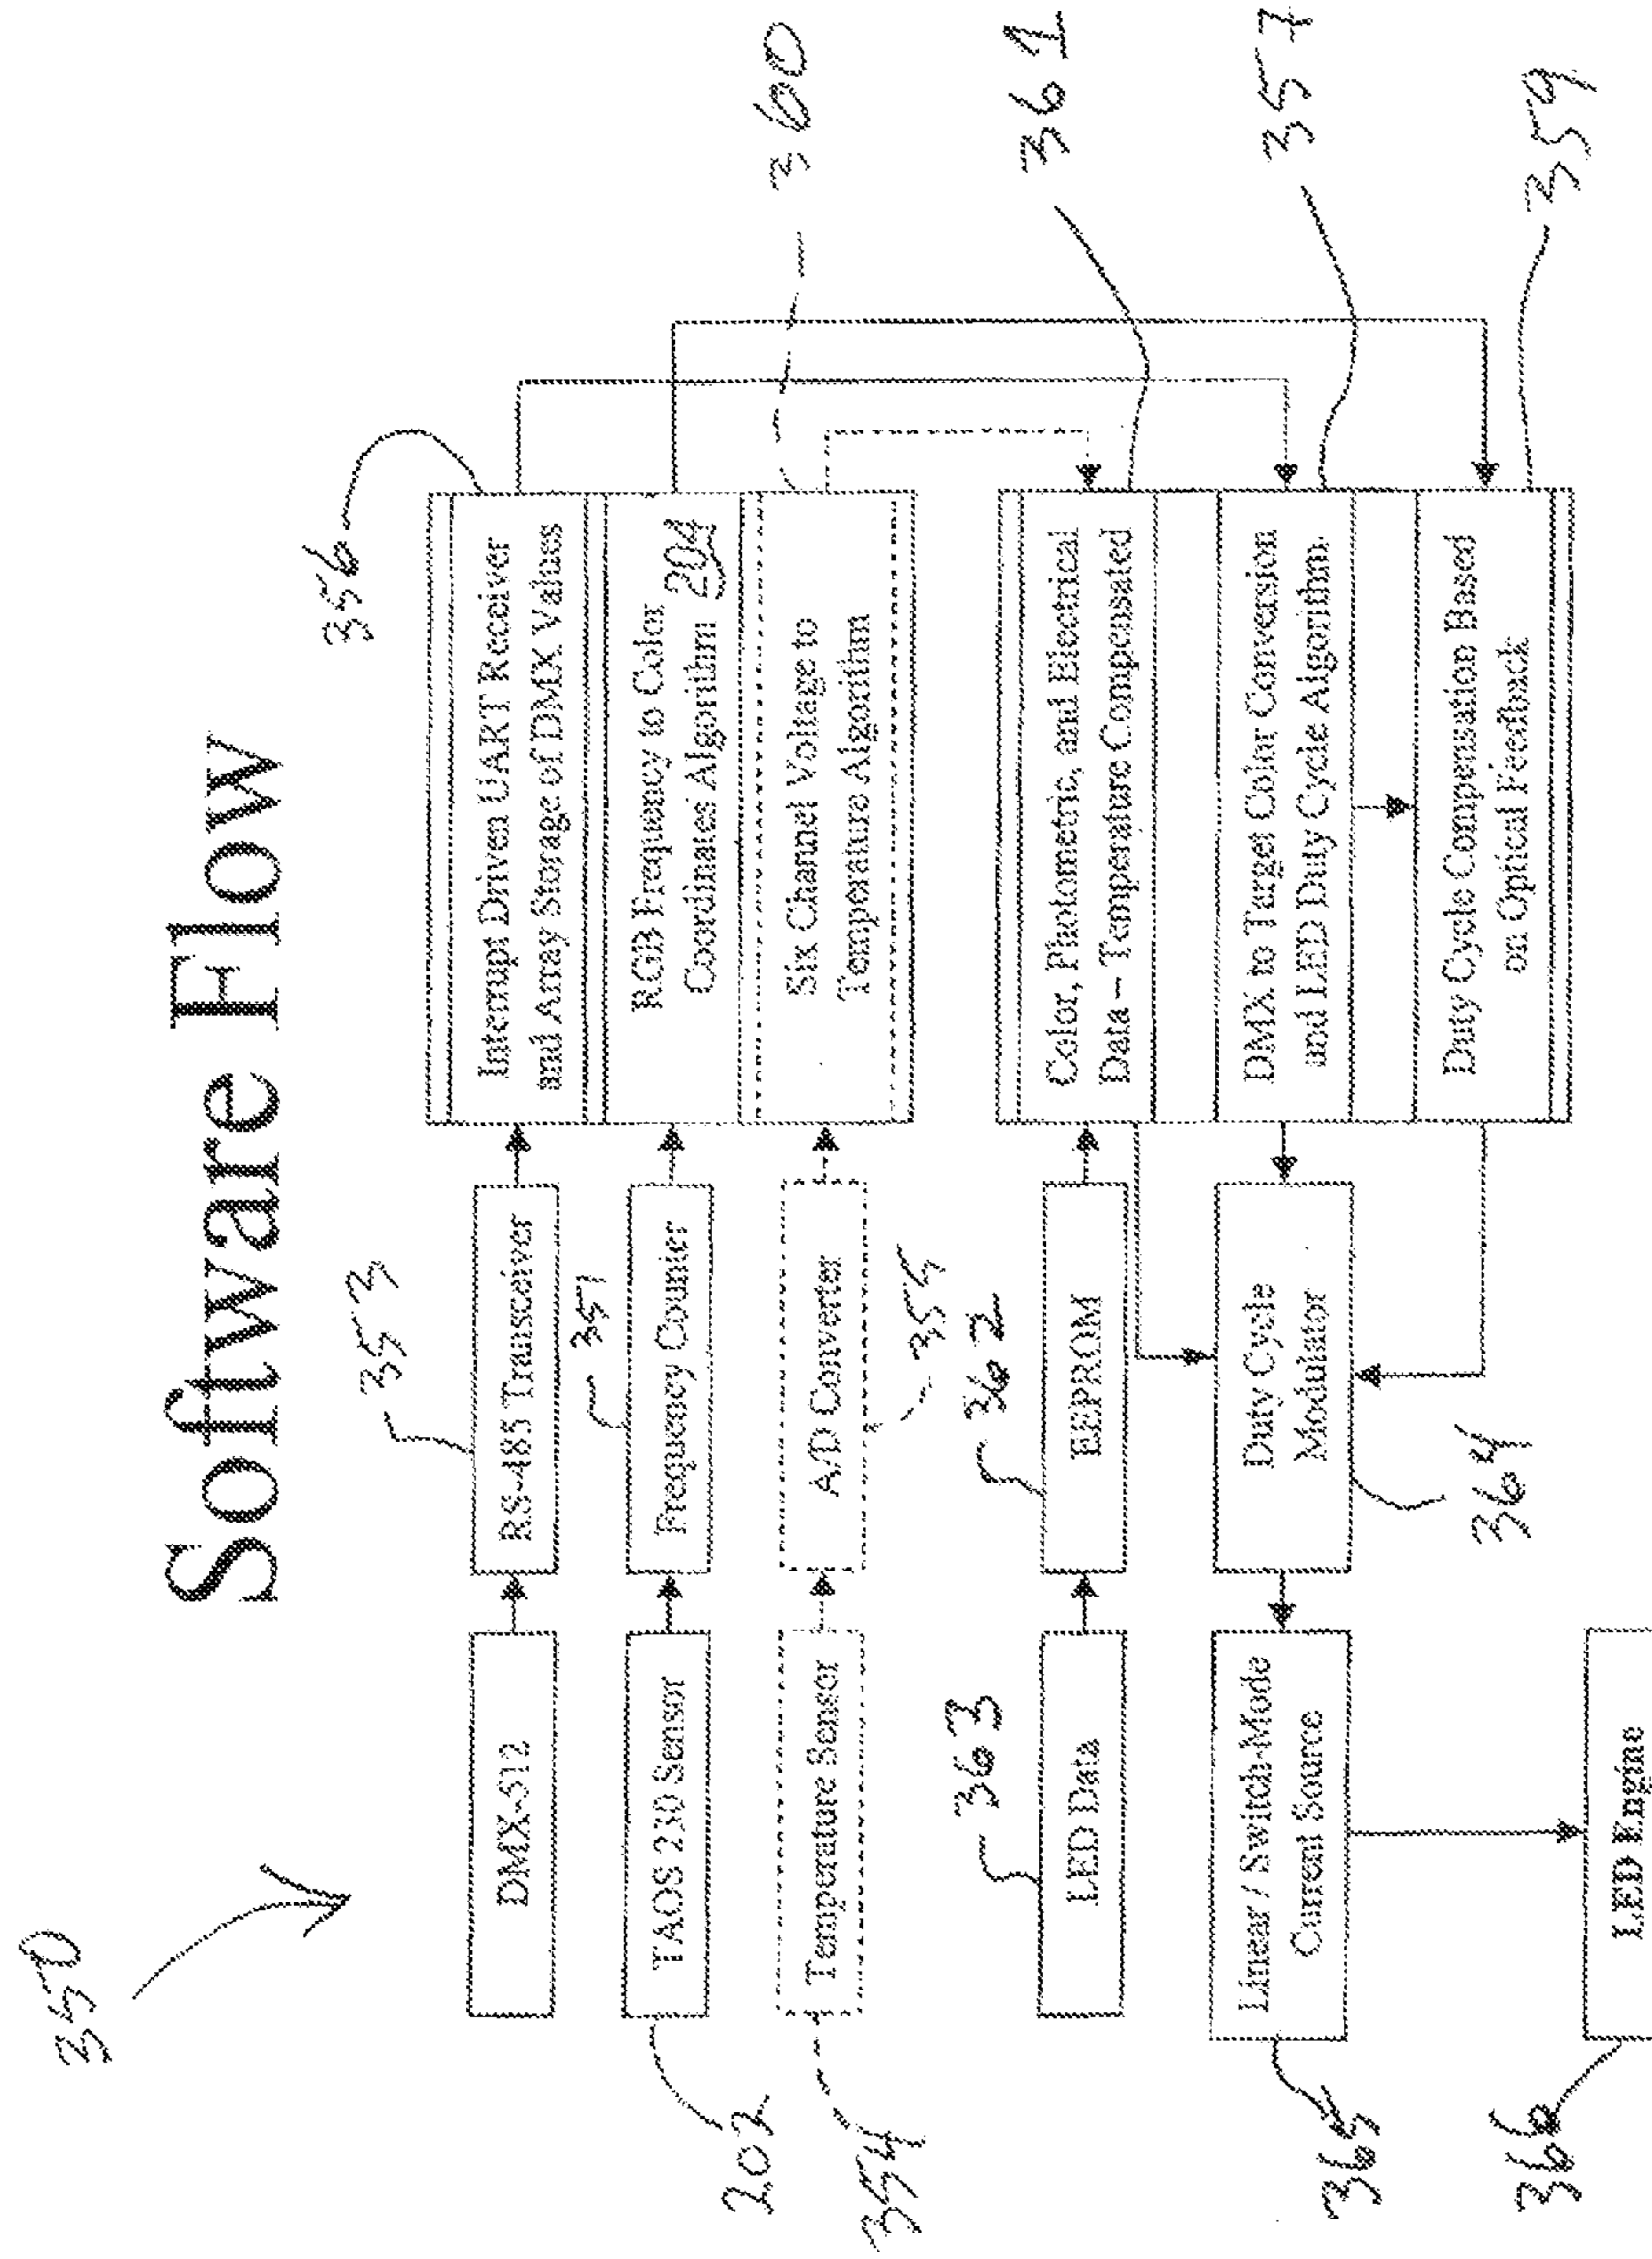 350
Software Flow
353
356
DMX-512
RS-485 Transceiver
Interrupt Driven UART Receiver
and Array Storage of DMX Values
351
202
TAOS 230 Sensor
Frequency Counter
RGB Frequency to Color
Coordinates Algorithm 204
354
Temperature Sensor
A/D Converter
355
Six Channel Voltage to
Temperature Algorithm
360
363
362
LED Data
EEPROM
Color, Photometric, and Electrical
Data – Temperature Compensated
361
365
Linear / Switch-Mode
Current Source
Duty Cycle
Modulator
364
DMX to Target Color Conversion
and LED Duty Cycle Algorithm.
357
366
LED Engine
Duty Cycle Compensation Based
on Optical Feedback
359